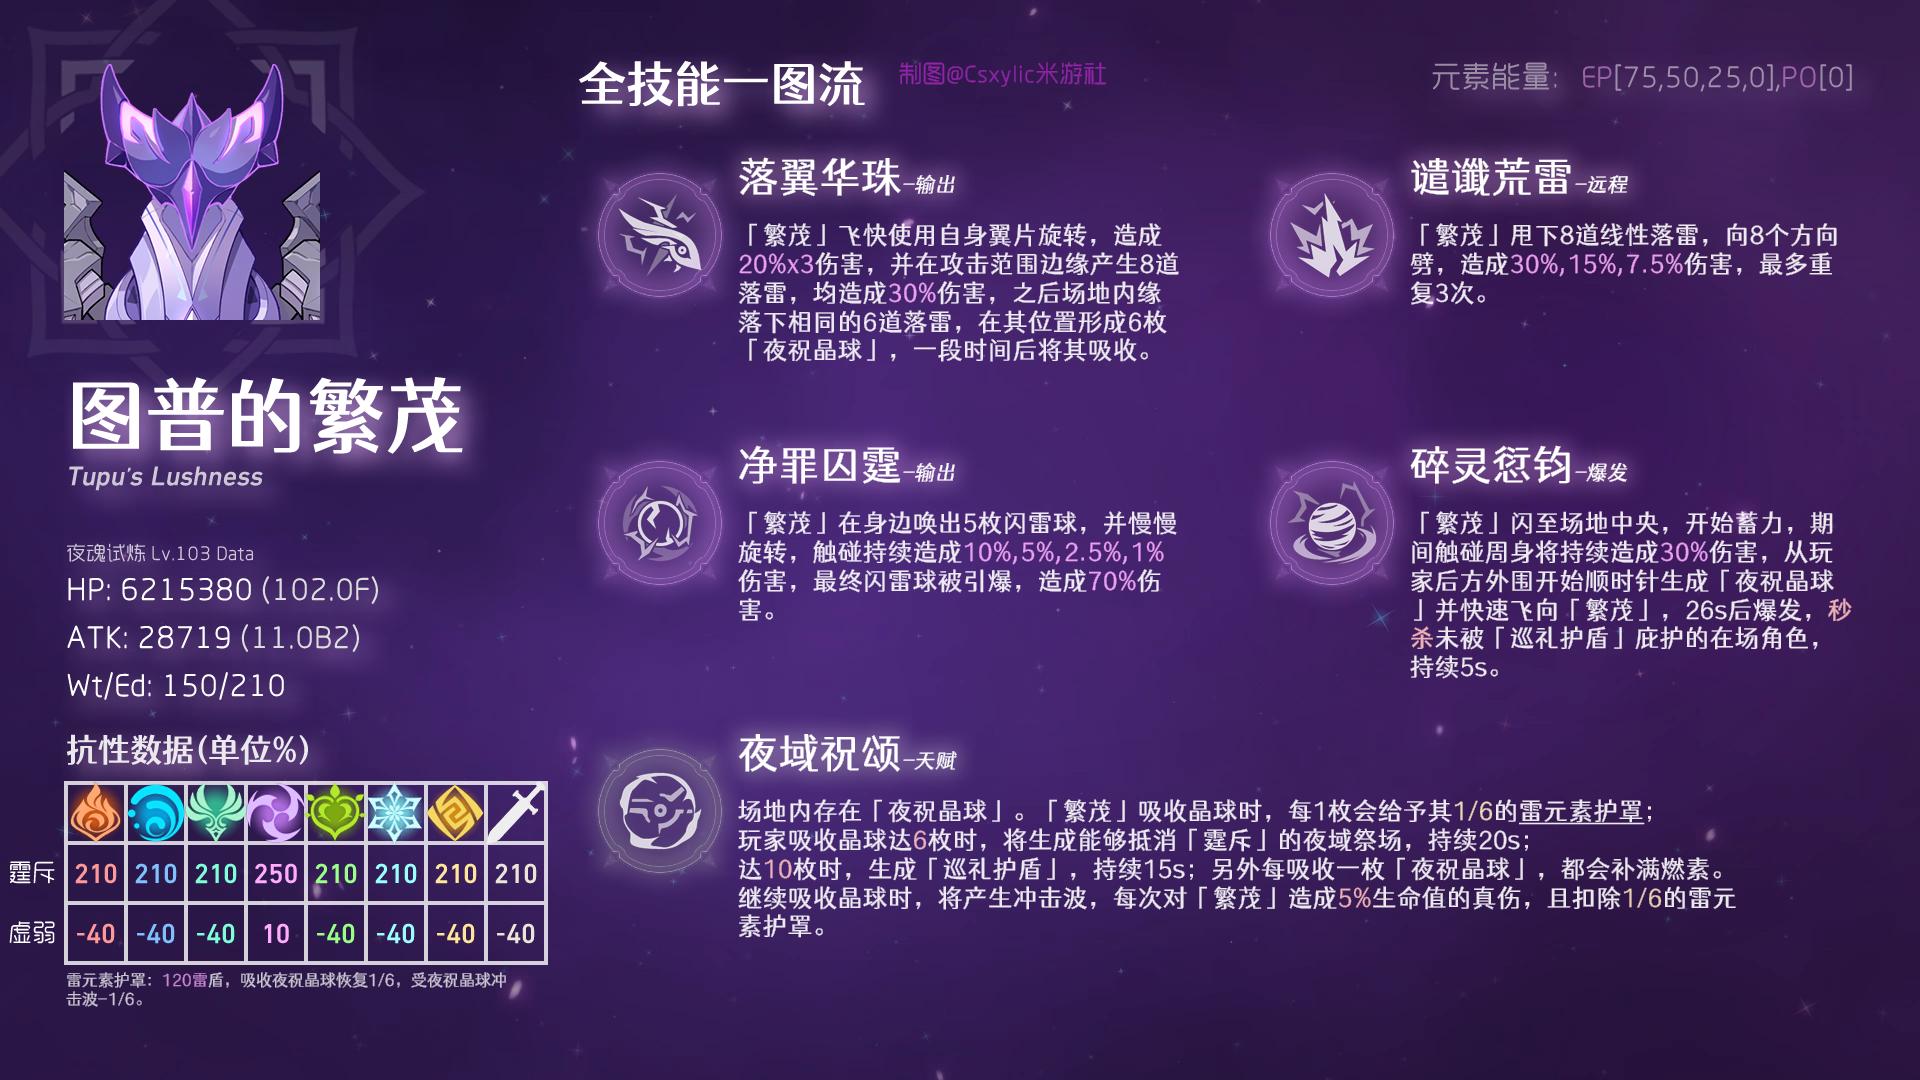 全技能一图流
制图@Csxylic米游社
元素能量: EP[75,50,25,0],PO[0]
图普的繁茂
Tupu's Lushness
夜魂试炼 Lv.103 Data
HP: 6215380 (102.0F)
ATK: 28719 (11.0B2)
Wt/Ed: 150/210
抗性数据(单位%)
霆斥 210 210 210 250 210 210 210 210
虚弱 -40 -40 -40 10 -40 -40 -40 -40
雷元素护罩：120雷盾，吸收夜祝晶球恢复1/6，受夜祝晶球冲
击波-1/6。
落翼华珠-输出
「繁茂」飞快使用自身翼片旋转，造成
20%x3伤害，并在攻击范围边缘产生8道
落雷，均造成30%伤害，之后场地内缘
落下相同的6道落雷，在其位置形成6枚
「夜祝晶球」，一段时间后将其吸收。
谴谶荒雷-远程
「繁茂」甩下8道线性落雷，向8个方向
劈，造成30%,15%,7.5%伤害，最多重
复3次。
净罪囚霆-输出
「繁茂」在身边唤出5枚闪雷球，并慢慢
旋转，触碰持续造成10%,5%,2.5%,1%
伤害，最终闪雷球被引爆，造成70%伤
害。
碎灵愆钧-爆发
「繁茂」闪至场地中央，开始蓄力，期
间触碰周身将持续造成30%伤害，从玩
家后方外围开始顺时针生成「夜祝晶球
」并快速飞向「繁茂」，26s后爆发，秒
杀未被「巡礼护盾」庇护的在场角色，
持续5s。
夜域祝颂-天赋
场地内存在「夜祝晶球」。「繁茂」吸收晶球时，每1枚会给予其1/6的雷元素护罩；
玩家吸收晶球达6枚时，将生成能够抵消「霆斥」的夜域祭场，持续20s；
达10枚时，生成「巡礼护盾」，持续15s；另外每吸收一枚「夜祝晶球」，都会补满燃素。
继续吸收晶球时，将产生冲击波，每次对「繁茂」造成5%生命值的真伤，且扣除1/6的雷元
素护罩。